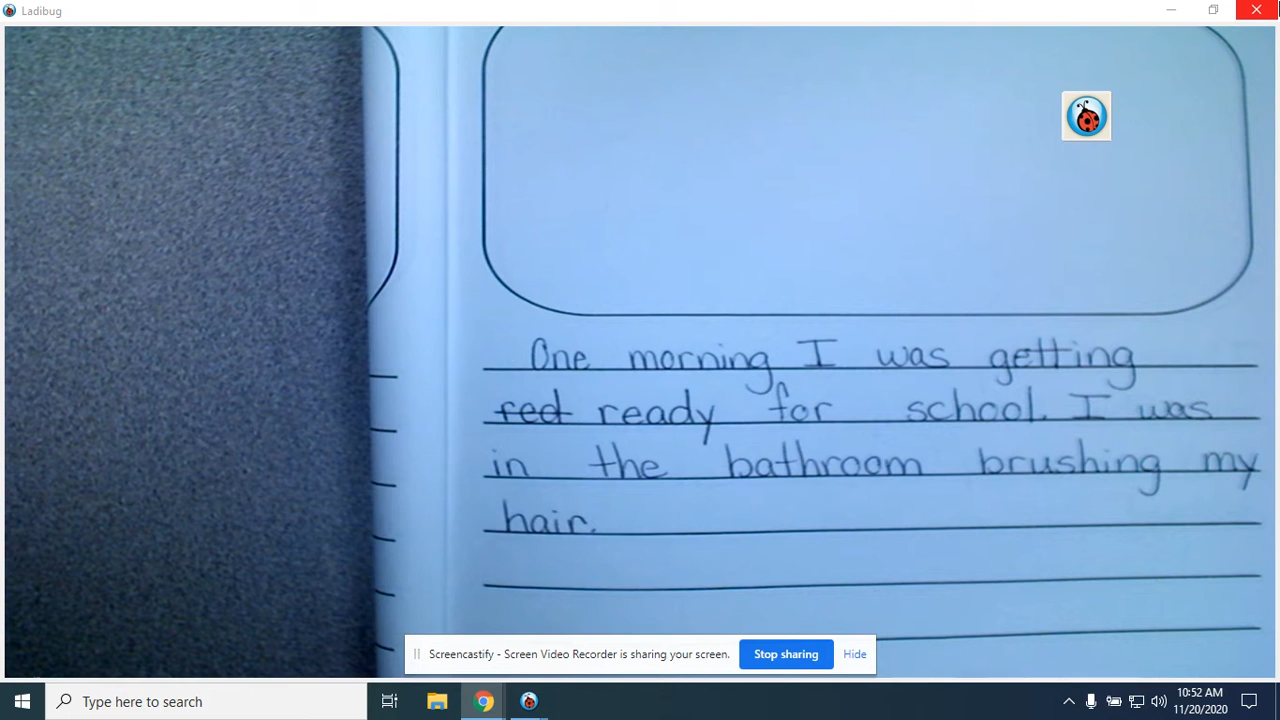 Ladibug
One morning I was getting
red ready for school. I was
in the bathroom brushing my
hair.
Screencastify - Screen Video Recorder is sharing your screen. Stop sharing Hide
Type here to search
10:52 AM
11/20/2020